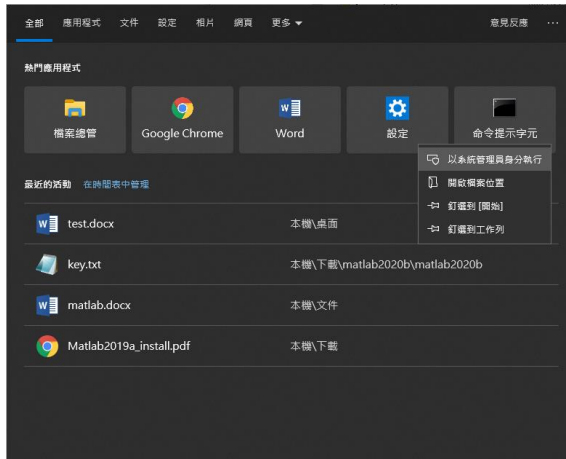 全部 應用程式 文件 設定 相片 網頁 更多 意見反應 ...
熱門應用程式
檔案總管 Google Chrome Word 設定 命令提示字元
以系統管理員身分執行
最近的活動 在時間表中管理
開啟檔案位置
釘選到 [開始]
釘選到工作列
test.docx 本機\桌面
key.txt 本機\下載\matlab2020b\matlab2020b
matlab.docx 本機\文件
Matlab2019a_install.pdf 本機\下載